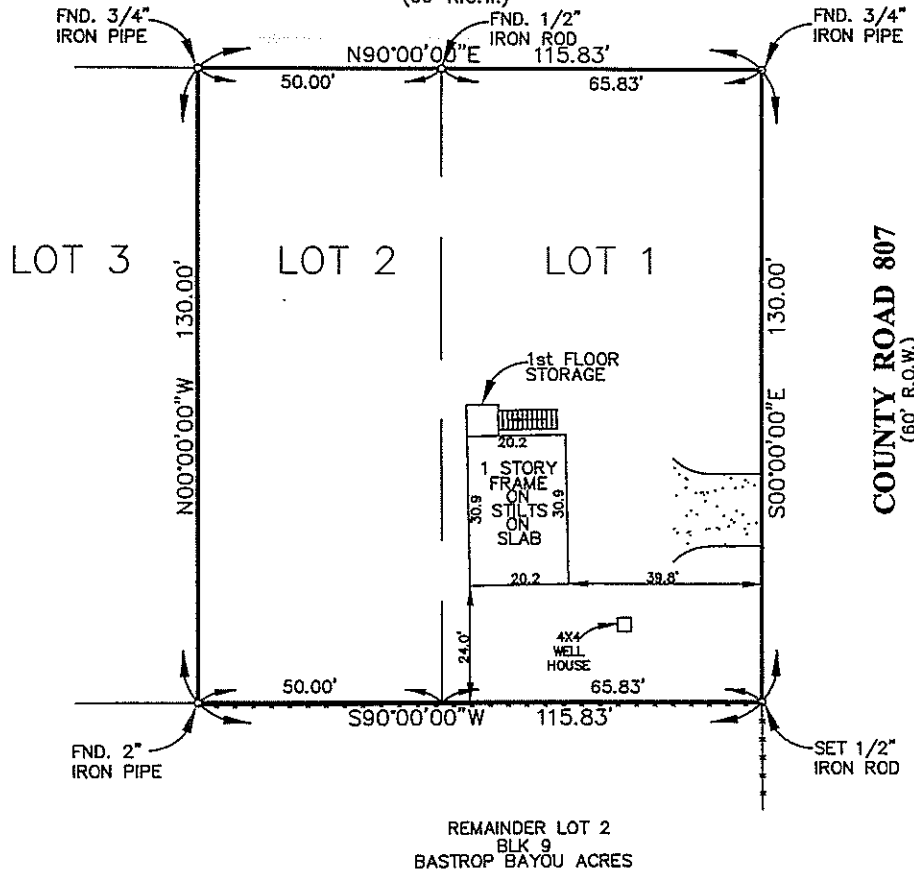 (60' R.O.W.)
FND. 3/4"
IRON PIPE
FND. 1/2"
IRON ROD
FND. 3/4"
IRON PIPE
N90°00'00"E 115.83'
50.00'
65.83'
LOT 3
LOT 2
LOT 1
N00°00'00"W 130.00'
S00°00'00"E 130.00'
COUNTY ROAD 807
(60' R.O.W.)
1st FLOOR
STORAGE
20.2
1 STORY
FRAME
ON
STILTS
ON
SLAB
30.9
30.9
20.2
39.8'
24.0'
4X4
WELL
HOUSE
50.00'
65.83'
S90°00'00"W 115.83'
FND. 2"
IRON PIPE
SET 1/2"
IRON ROD
REMAINDER LOT 2
BLK 9
BASTROP BAYOU ACRES